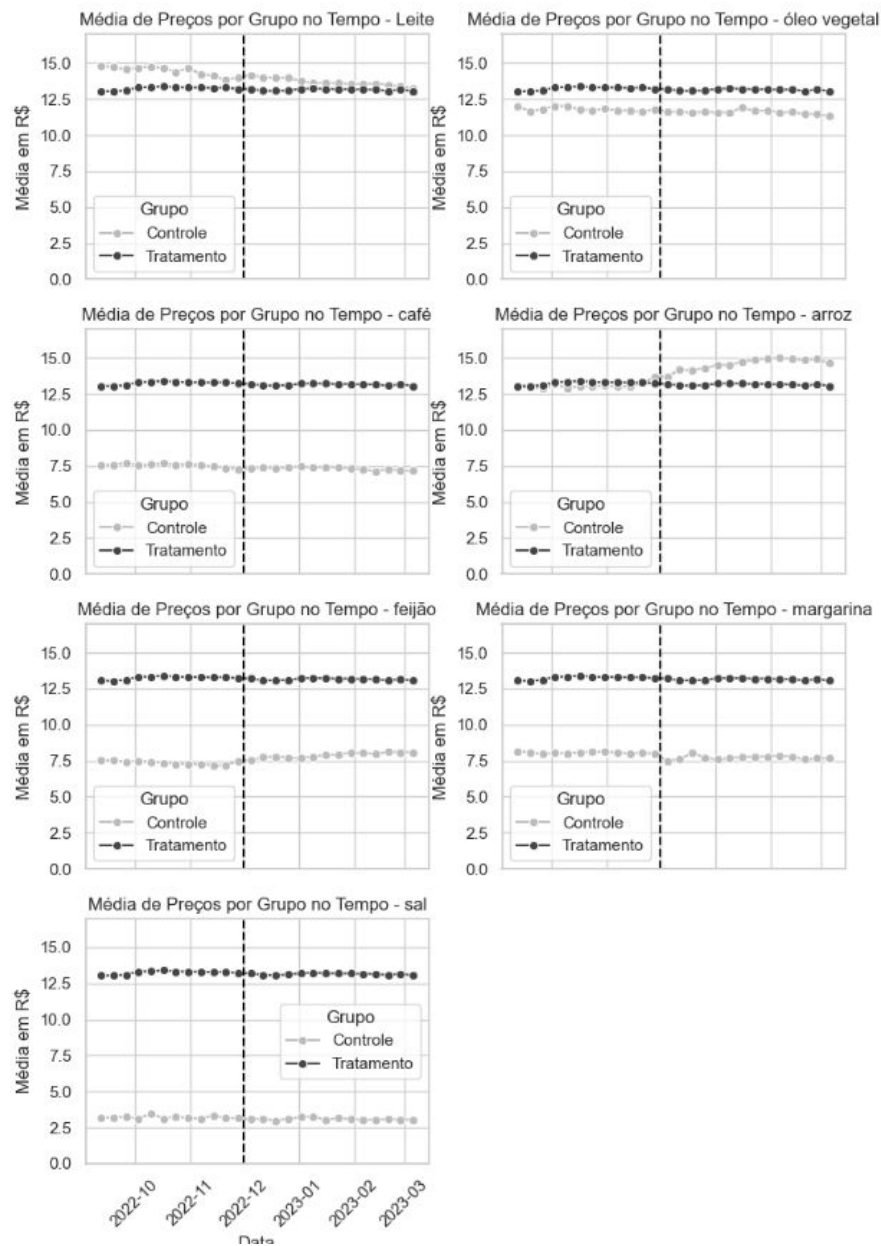 Média de Preços por Grupo no Tempo - Leite
15.0
12.5
10.0
7.5
5.0
2.5
0.0
Média em R$
Grupo
Controle
Tratamento
Média de Preços por Grupo no Tempo - óleo vegetal
15.0
12.5
10.0
7.5
5.0
2.5
0.0
Média em R$
Grupo
Controle
Tratamento
Média de Preços por Grupo no Tempo - café
15.0
12.5
10.0
7.5
5.0
2.5
0.0
Média em R$
Grupo
Controle
Tratamento
Média de Preços por Grupo no Tempo - arroz
15.0
12.5
10.0
7.5
5.0
2.5
0.0
Média em R$
Grupo
Controle
Tratamento
Média de Preços por Grupo no Tempo - feijão
15.0
12.5
10.0
7.5
5.0
2.5
0.0
Média em R$
Grupo
Controle
Tratamento
Média de Preços por Grupo no Tempo - margarina
15.0
12.5
10.0
7.5
5.0
2.5
0.0
Média em R$
Grupo
Controle
Tratamento
Média de Preços por Grupo no Tempo - sal
15.0
12.5
10.0
7.5
5.0
2.5
0.0
Média em R$
Grupo
Controle
Tratamento
2022-10
2022-11
2022-12
2023-01
2023-02
2023-03
Data